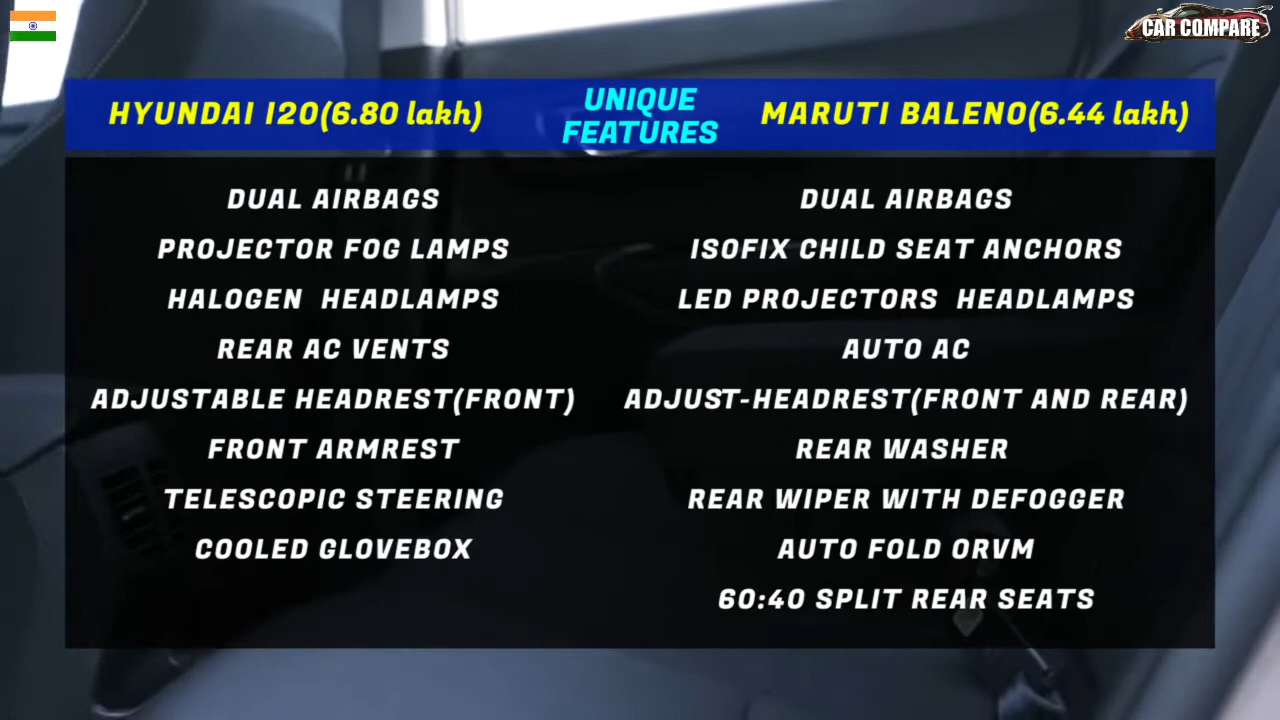 CAR COMPARE
HYUNDAI I20(6.80 lakh)
UNIQUE
FEATURES
MARUTI BALENO(6.44 lakh)
DUAL AIRBAGS
PROJECTOR FOG LAMPS
HALOGEN HEADLAMPS
REAR AC VENTS
ADJUSTABLE HEADREST(FRONT)
FRONT ARMREST
TELESCOPIC STEERING
COOLED GLOVEBOX
DUAL AIRBAGS
ISOFIX CHILD SEAT ANCHORS
LED PROJECTORS HEADLAMPS
AUTO AC
ADJUST-HEADREST(FRONT AND REAR)
REAR WASHER
REAR WIPER WITH DEFOGGER
AUTO FOLD ORVM
60:40 SPLIT REAR SEATS